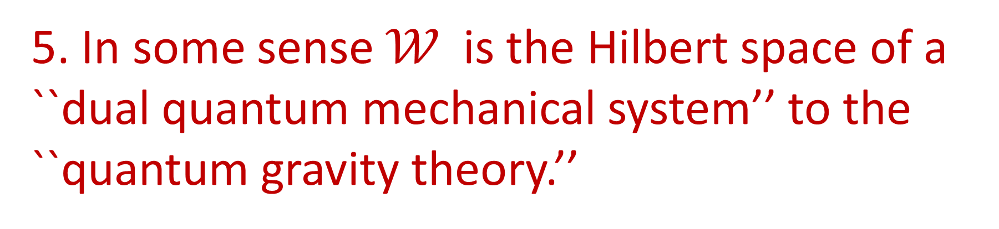 5. In some sense 𝒲 is the Hilbert space of a
``dual quantum mechanical system’’ to the
``quantum gravity theory.’’